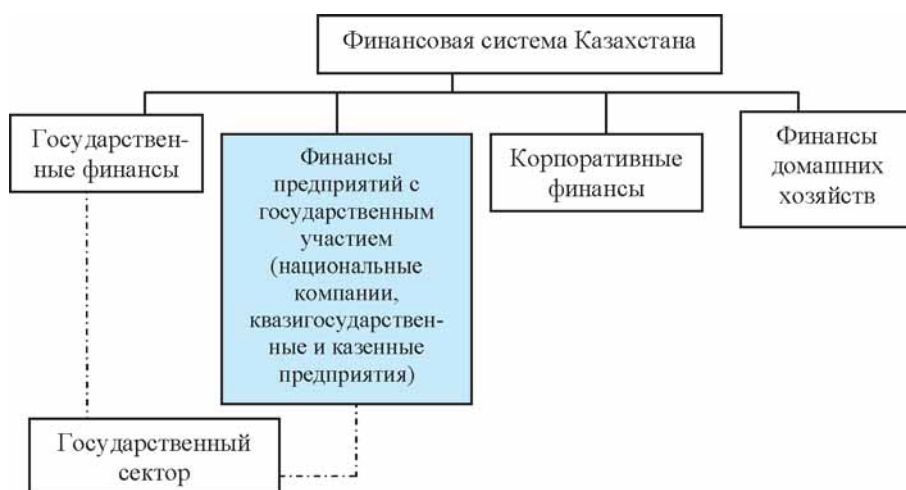 Финансовая система Казахстана
Государствен-
ные финансы
Финансы
предприятий с
государственным
участием
(национальные
компании,
квазигосударствен-
ные и казенные
предприятия)
Корпоративные
финансы
Финансы
домашних
хозяйств
Государственный
сектор